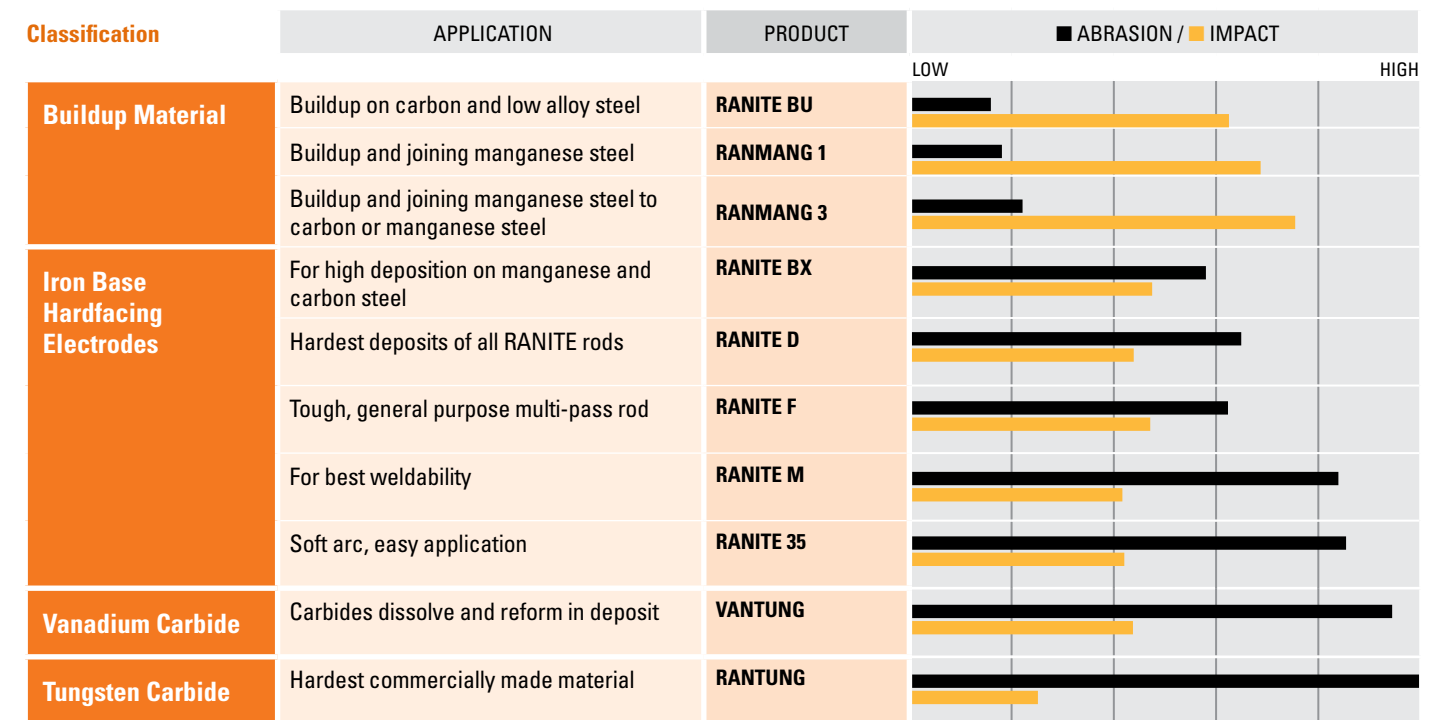 Classification
APPLICATION
PRODUCT
ABRASION / IMPACT
LOW
HIGH
Buildup Material
Buildup on carbon and low alloy steel
RANITE BU
Buildup and joining manganese steel
RANMANG 1
Buildup and joining manganese steel to
carbon or manganese steel
RANMANG 3
Iron Base
Hardfacing
Electrodes
For high deposition on manganese and
carbon steel
RANITE BX
Hardest deposits of all RANITE rods
RANITE D
Tough, general purpose multi-pass rod
RANITE F
For best weldability
RANITE M
Soft arc, easy application
RANITE 35
Vanadium Carbide
Carbides dissolve and reform in deposit
VANTUNG
Tungsten Carbide
Hardest commercially made material
RANTUNG